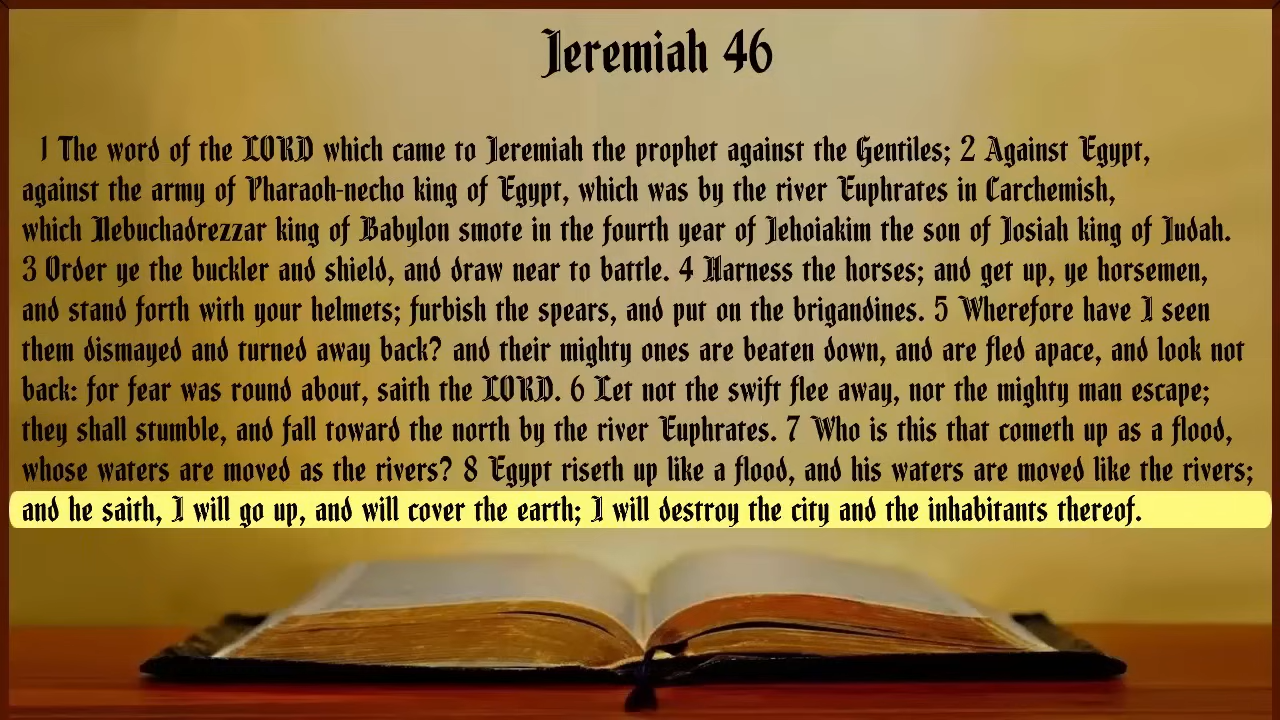 Jeremiah 46
1 The word of the LORD which came to Jeremiah the prophet against the Gentiles; 2 Against Egypt,
against the army of Pharaoh-necho king of Egypt, which was by the river Euphrates in Carchemish,
which Nebuchadrezzar king of Babylon smote in the fourth year of Jehoiakim the son of Josiah king of Judah.
3 Order ye the buckler and shield, and draw near to battle. 4 Harness the horses; and get up, ye horsemen,
and stand forth with your helmets; furbish the spears, and put on the brigandines. 5 Wherefore have I seen
them dismayed and turned away back? and their mighty ones are beaten down, and are fled apace, and look not
back: for fear was round about, saith the LORD. 6 Let not the swift flee away, nor the mighty man escape;
they shall stumble, and fall toward the north by the river Euphrates. 7 Who is this that cometh up as a flood,
whose waters are moved as the rivers? 8 Egypt riseth up like a flood, and his waters are moved like the rivers;
and he saith, I will go up, and will cover the earth; I will destroy the city and the inhabitants thereof.